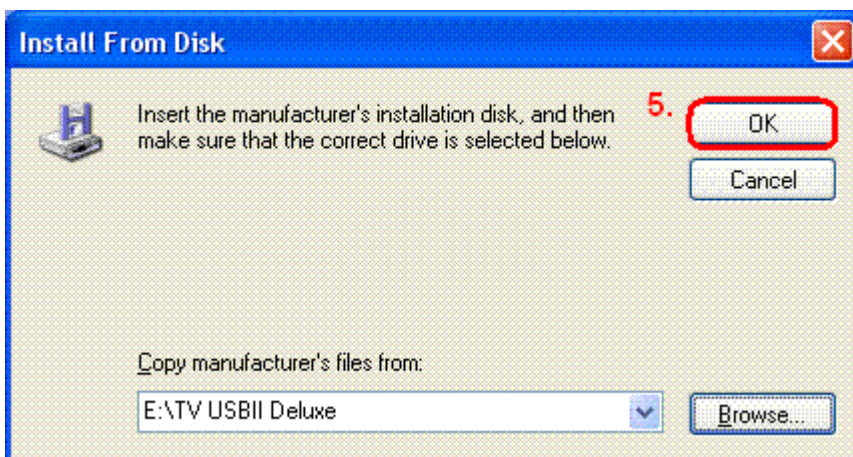 Install From Disk
Insert the manufacturer's installation disk, and then
make sure that the correct drive is selected below.
5.
OK
Cancel
Copy manufacturer's files from:
E:\TV USBII Deluxe
Browse...